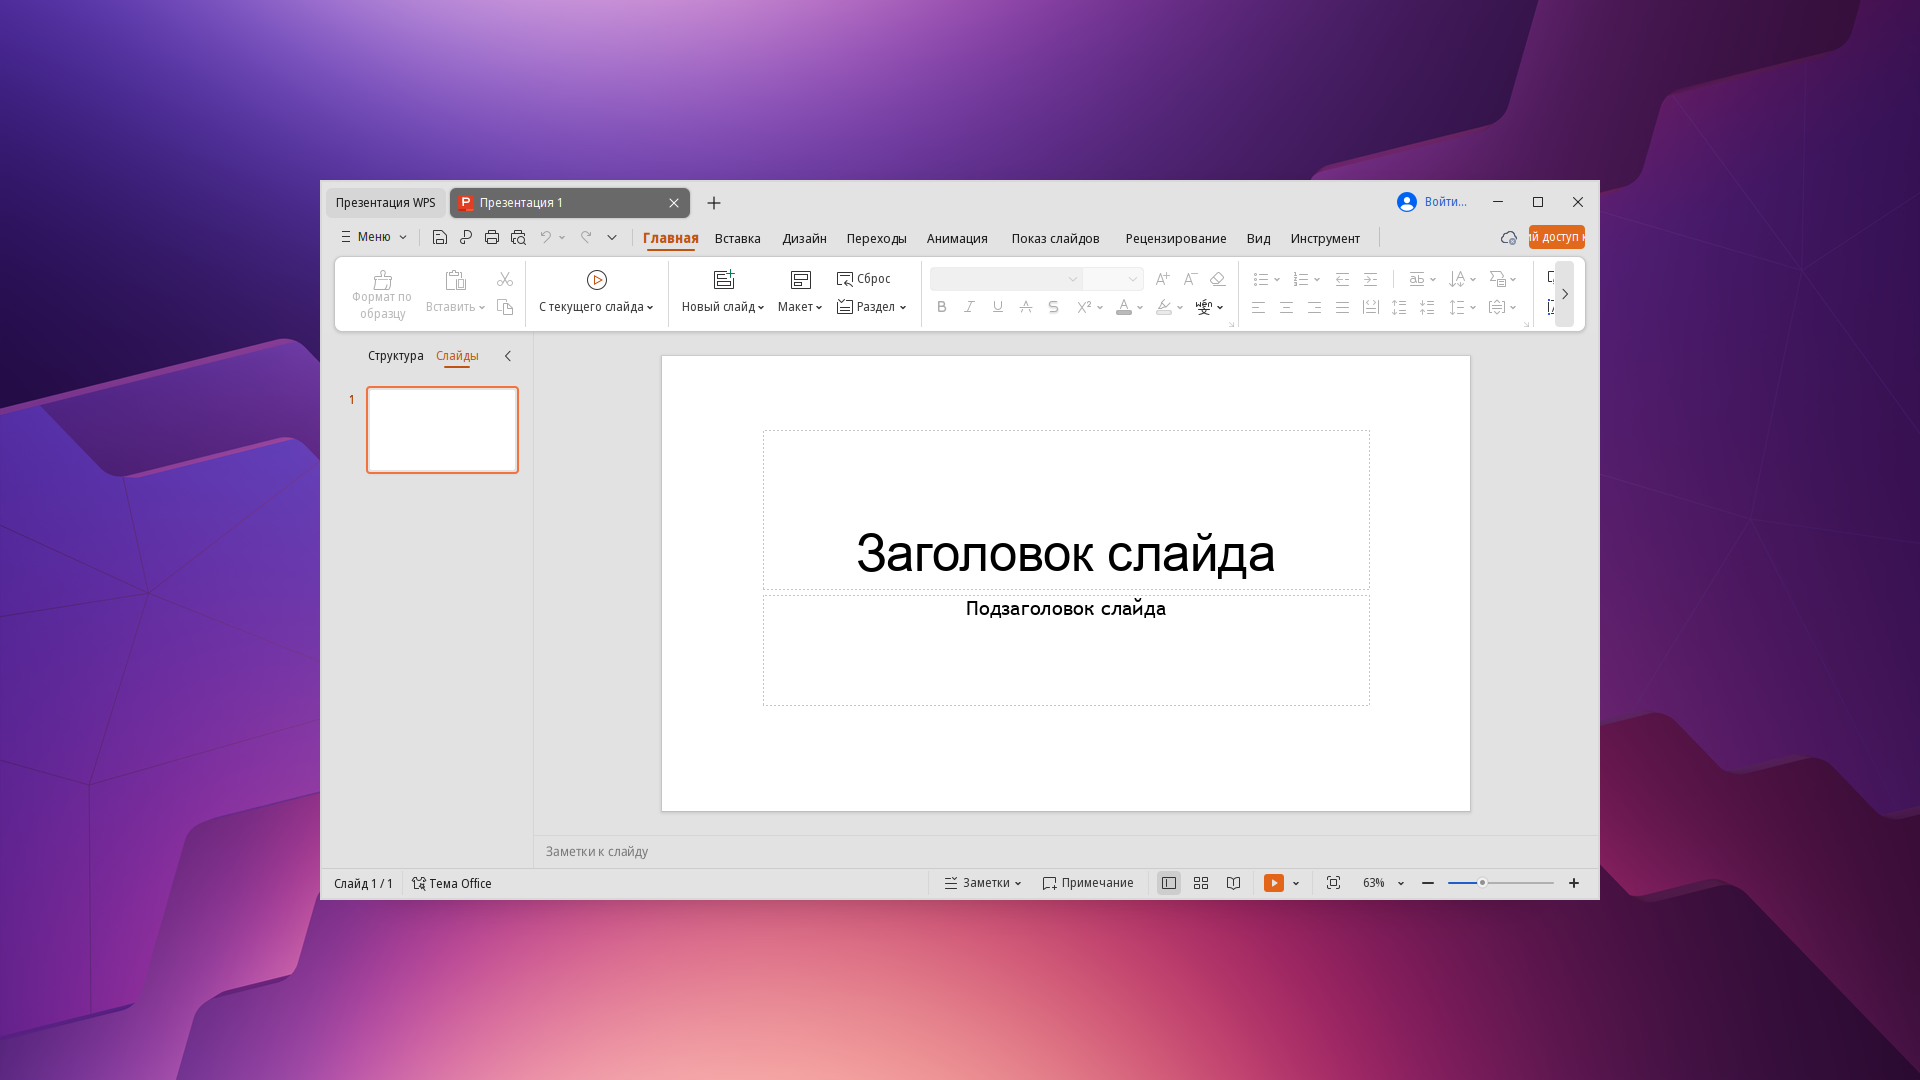 Презентация WPS
Презентация 1
Войти...
Меню
Главная
Вставка
Дизайн
Переходы
Анимация
Показ слайдов
Рецензирование
Вид
Инструмент
ий доступ к
Формат по
образцу
Вставить
С текущего слайда
Новый слайд
Макет
Сброс
Раздел
Структура
Слайды
1
Заголовок слайда
Подзаголовок слайда
Заметки к слайду
Слайд 1 / 1
Тема Office
Заметки
Примечание
63%